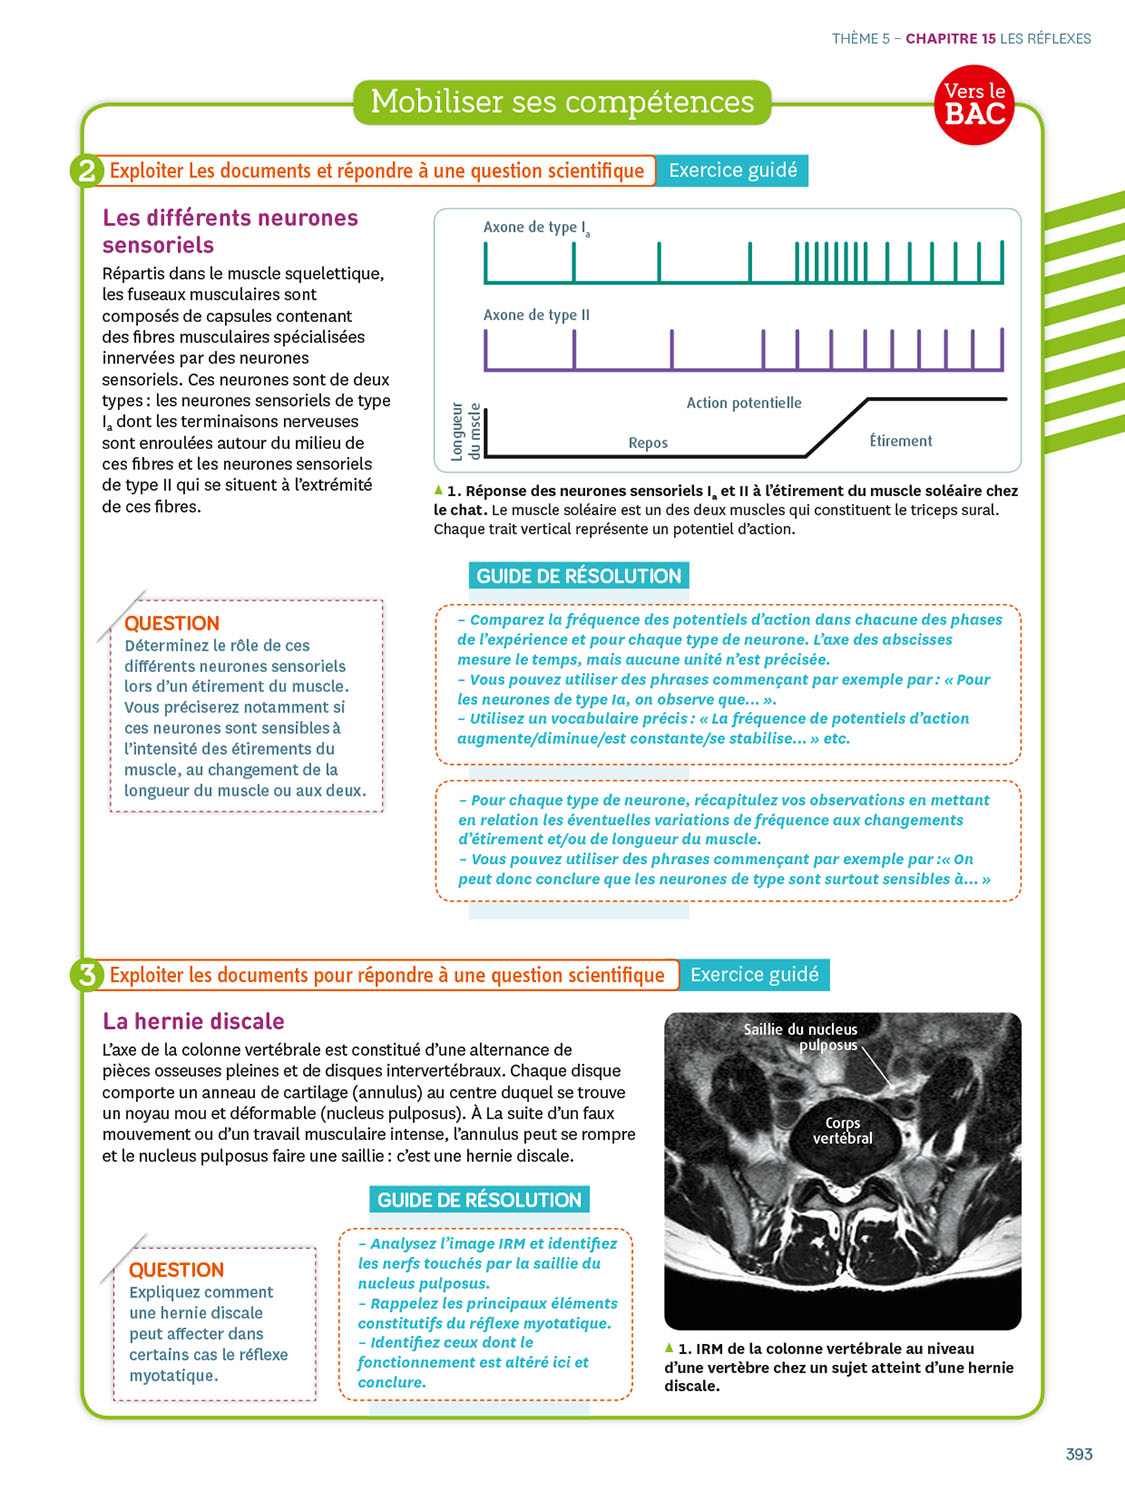 THÈME 5 – CHAPITRE 15 LES RÉFLEXES
Mobiliser ses compétences
Vers le
BAC
2 Exploiter Les documents et répondre à une question scientifique Exercice guidé
Les différents neurones
sensoriels
Répartis dans le muscle squelettique,
les fuseaux musculaires sont
composés de capsules contenant
des fibres musculaires spécialisées
innervées par des neurones
sensoriels. Ces neurones sont de deux
types : les neurones sensoriels de type
Ia dont les terminaisons nerveuses
sont enroulées autour du milieu de
ces fibres et les neurones sensoriels
de type II qui se situent à l'extrémité
de ces fibres.
Axone de type Ia
Axone de type II
Longueur
du mscle
Action potentielle
Repos
Étirement
1. Réponse des neurones sensoriels Ia et II à l'étirement du muscle soléaire chez
le chat. Le muscle soléaire est un des deux muscles qui constituent le triceps sural.
Chaque trait vertical représente un potentiel d'action.
QUESTION
Déterminez le rôle de ces
différents neurones sensoriels
lors d'un étirement du muscle.
Vous préciserez notamment si
ces neurones sont sensibles à
l'intensité des étirements du
muscle, au changement de la
longueur du muscle ou aux deux.
GUIDE DE RÉSOLUTION
– Comparez la fréquence des potentiels d'action dans chacune des phases
de l'expérience et pour chaque type de neurone. L'axe des abscisses
mesure le temps, mais aucune unité n'est précisée.
– Vous pouvez utiliser des phrases commençant par exemple par : « Pour
les neurones de type Ia, on observe que... ».
– Utilisez un vocabulaire précis : « La fréquence de potentiels d'action
augmente/diminue/est constante/se stabilise... » etc.
– Pour chaque type de neurone, récapitulez vos observations en mettant
en relation les éventuelles variations de fréquence aux changements
d'étirement et/ou de longueur du muscle.
– Vous pouvez utiliser des phrases commençant par exemple par :« On
peut donc conclure que les neurones de type sont surtout sensibles à... »
3 Exploiter les documents pour répondre à une question scientifique Exercice guidé
La hernie discale
L'axe de la colonne vertébrale est constitué d'une alternance de
pièces osseuses pleines et de disques intervertébraux. Chaque disque
comporte un anneau de cartilage (annulus) au centre duquel se trouve
un noyau mou et déformable (nucleus pulposus). À La suite d'un faux
mouvement ou d'un travail musculaire intense, l'annulus peut se rompre
et le nucleus pulposus faire une saillie : c'est une hernie discale.
QUESTION
Expliquez comment
une hernie discale
peut affecter dans
certains cas le réflexe
myotatique.
GUIDE DE RÉSOLUTION
– Analysez l'image IRM et identifiez
les nerfs touchés par la saillie du
nucleus pulposus.
– Rappelez les principaux éléments
constitutifs du réflexe myotatique.
– Identifiez ceux dont le
fonctionnement est altéré ici et
conclure.
Saillie du nucleus
pulposus
Corps
vertébral
1. IRM de la colonne vertébrale au niveau
d'une vertèbre chez un sujet atteint d'une hernie
discale.
393